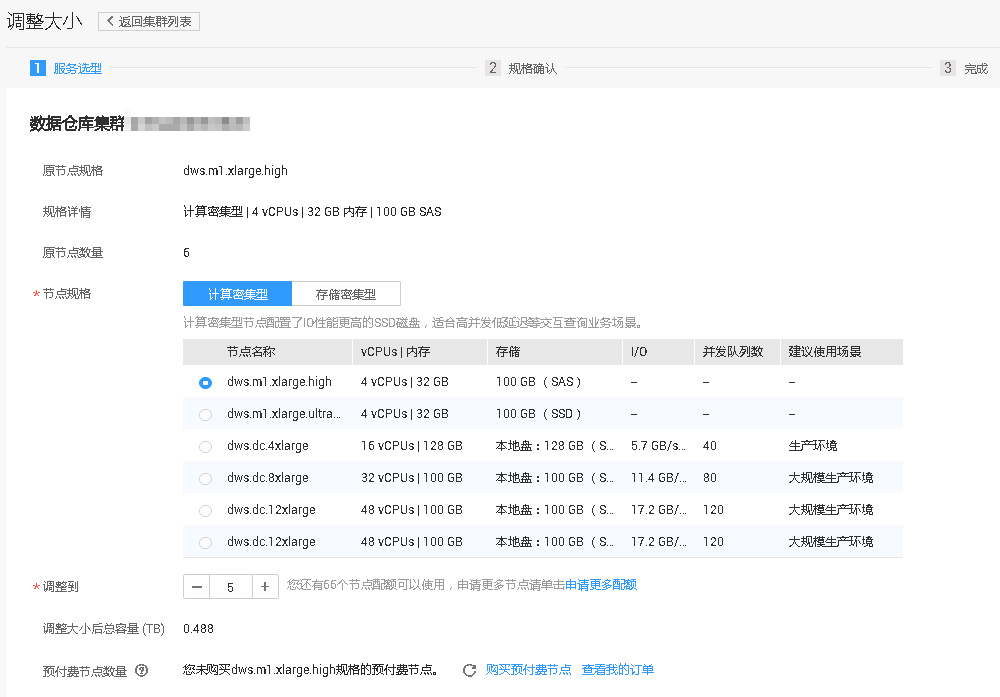 调整大小 返回集群列表
1 服务选型 2 规格确认 3 完成
数据仓库集群
原节点规格 dws.m1.xlarge.high
规格详情 计算密集型 | 4 vCPUs | 32 GB 内存 | 100 GB SAS
原节点数量 6
* 节点规格 计算密集型 存储密集型
计算密集型节点配置了IO性能更高的SSD磁盘，适合高并发低延迟等交互查询业务场景。
节点名称 vCPUs | 内存 存储 I/O 并发队列数 建议使用场景
dws.m1.xlarge.high 4 vCPUs | 32 GB 100 GB （SAS） – – –
dws.m1.xlarge.ultra... 4 vCPUs | 32 GB 100 GB （SSD） – – –
dws.dc.4xlarge 16 vCPUs | 128 GB 本地盘：128 GB （S... 5.7 GB/s... 40 生产环境
dws.dc.8xlarge 32 vCPUs | 100 GB 本地盘：100 GB （S... 11.4 GB/... 80 大规模生产环境
dws.dc.12xlarge 48 vCPUs | 100 GB 本地盘：100 GB （S... 17.2 GB/... 120 大规模生产环境
dws.dc.12xlarge 48 vCPUs | 100 GB 本地盘：100 GB （S... 17.2 GB/... 120 大规模生产环境
* 调整到 − 5 + 您还有66个节点配额可以使用，申请更多节点请单击申请更多配额
调整大小后总容量 (TB) 0.488
预付费节点数量 ? 您未购买dws.m1.xlarge.high规格的预付费节点。 购买预付费节点 查看我的订单